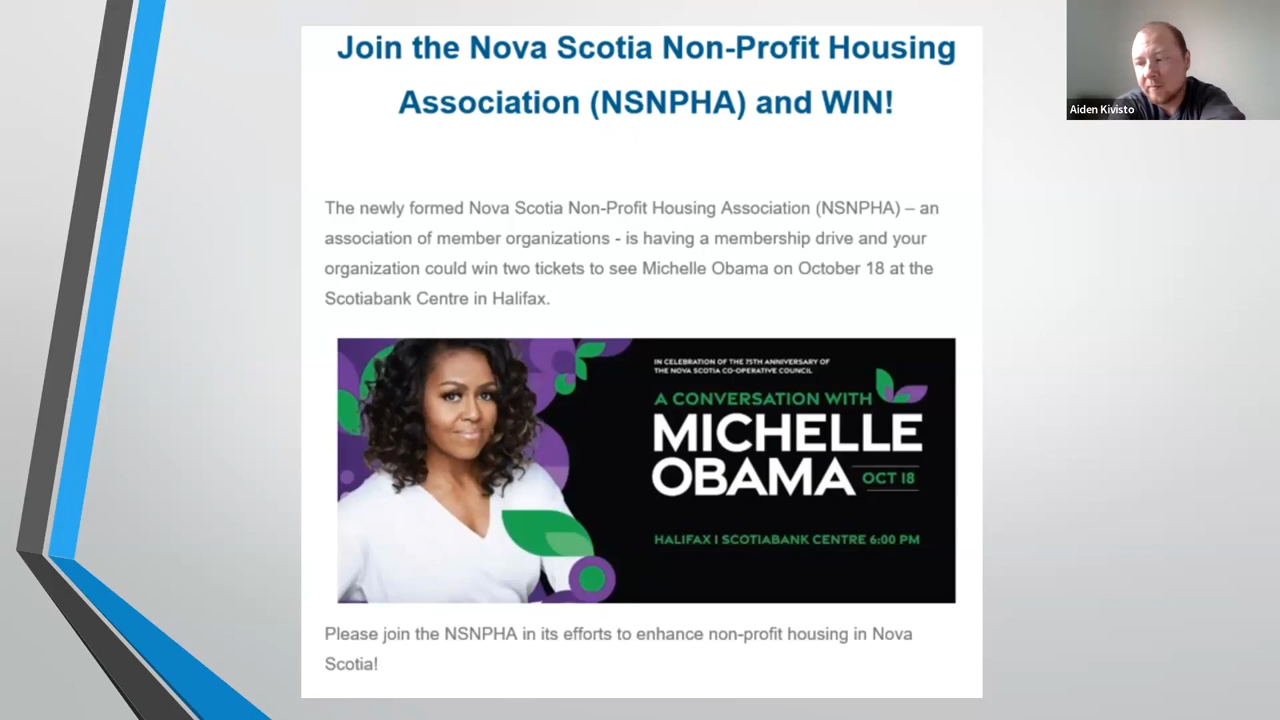 Join the Nova Scotia Non-Profit Housing
Association (NSNPHA) and WIN!
Aiden Kivisto
The newly formed Nova Scotia Non-Profit Housing Association (NSNPHA) – an
association of member organizations - is having a membership drive and your
organization could win two tickets to see Michelle Obama on October 18 at the
Scotiabank Centre in Halifax.
IN CELEBRATION OF THE 75TH ANNIVERSARY OF
THE NOVA SCOTIA CO-OPERATIVE COUNCIL
A CONVERSATION WITH
MICHELLE
OBAMA
OCT 18
HALIFAX I SCOTIABANK CENTRE 6:00 PM
Please join the NSNPHA in its efforts to enhance non-profit housing in Nova
Scotia!